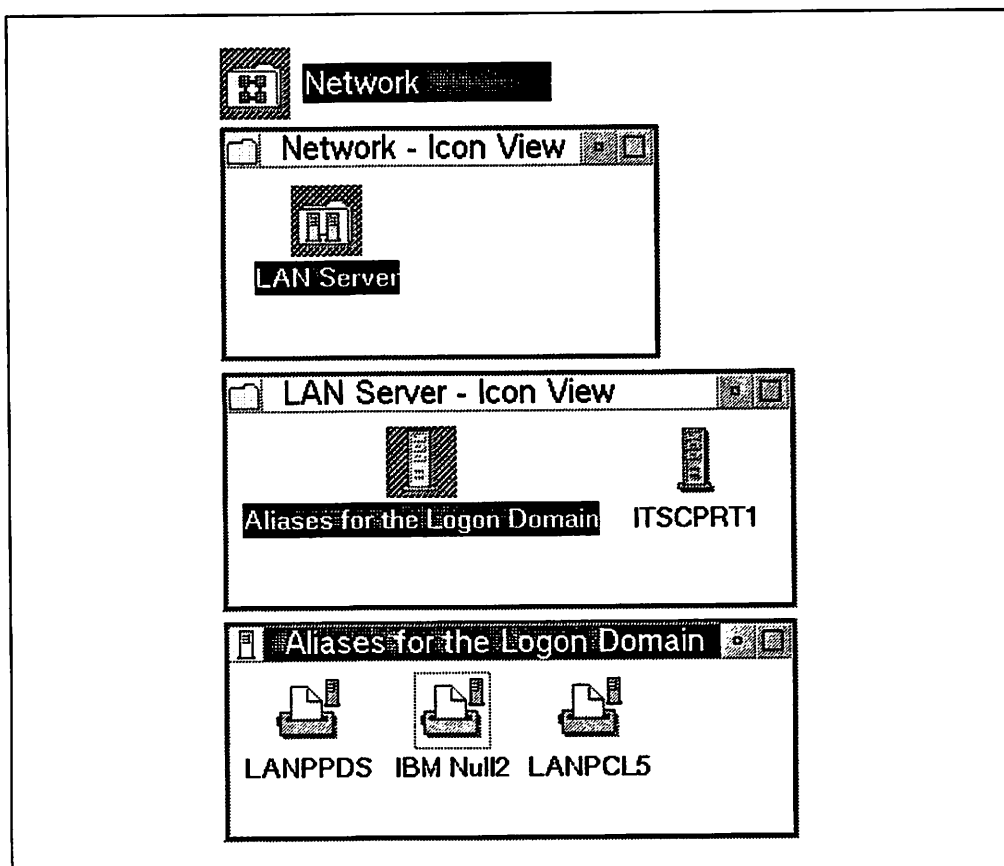 Network
Network - Icon View
LAN Server
LAN Server - Icon View
Aliases for the Logon Domain
ITSCPRT1
Aliases for the Logon Domain
LANPPDS
IBM Null2
LANPCL5